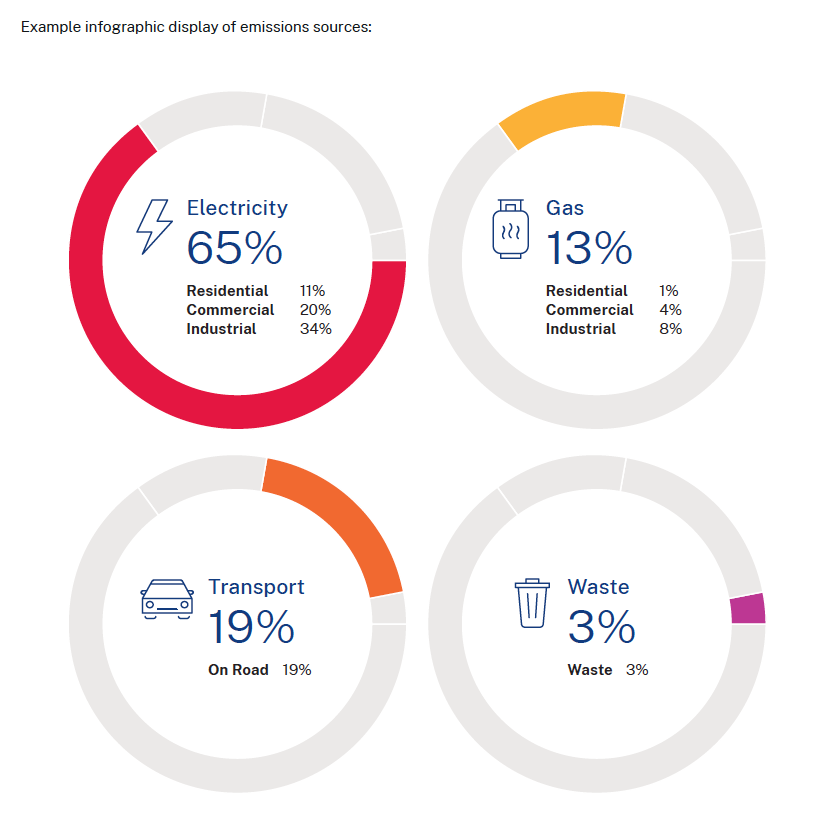 Example infographic display of emissions sources:
Electricity
65%
Residential 11%
Commercial 20%
Industrial 34%
Gas
13%
Residential 1%
Commercial 4%
Industrial 8%
Transport
19%
On Road 19%
Waste
3%
Waste 3%